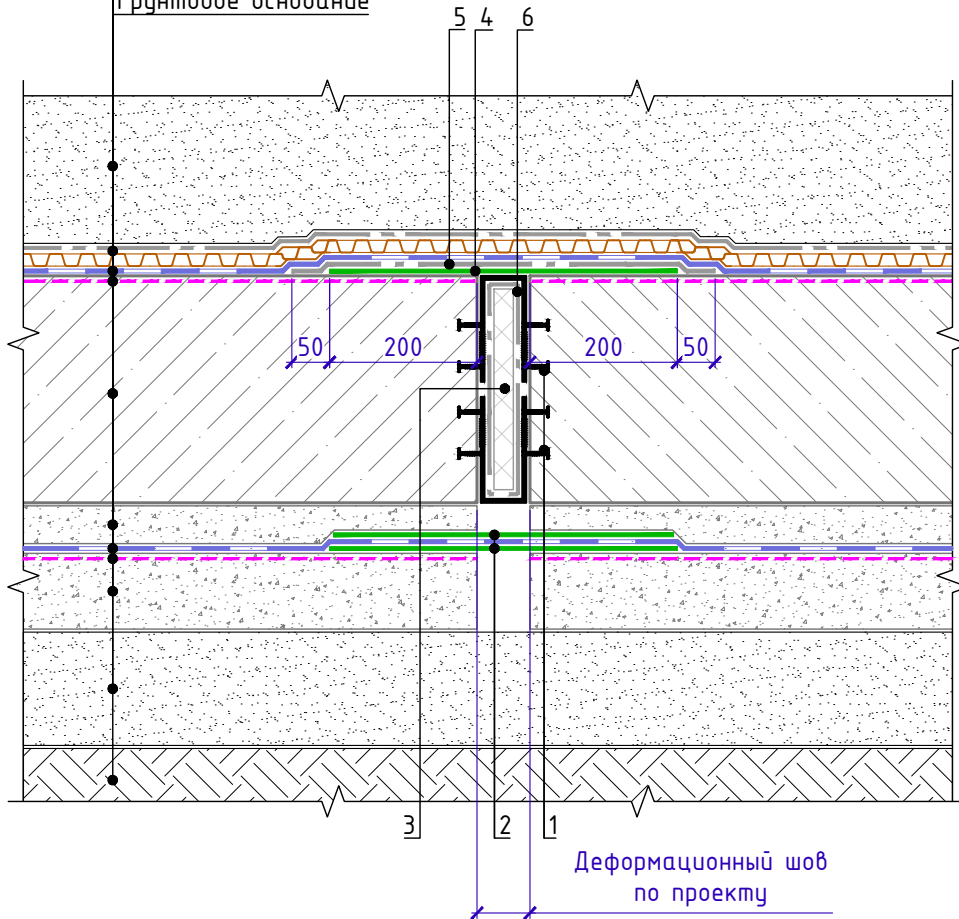 Грунтовое основание
5 4 6
50 200 200 50
3 2 1
Деформационный шов
по проекту